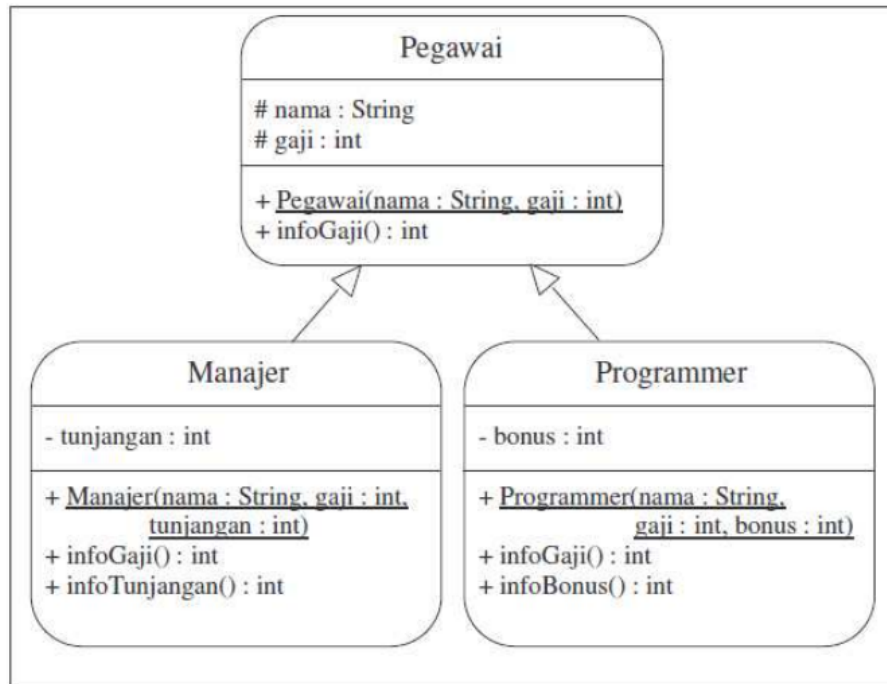 Pegawai
# nama : String
# gaji : int
+ Pegawai(nama : String, gaji : int)
+ infoGaji() : int
Manajer
- tunjangan : int
+ Manajer(nama : String, gaji : int,
tunjangan : int)
+ infoGaji() : int
+ infoTunjangan() : int
Programmer
- bonus : int
+ Programmer(nama : String,
gaji : int, bonus : int)
+ infoGaji() : int
+ infoBonus() : int